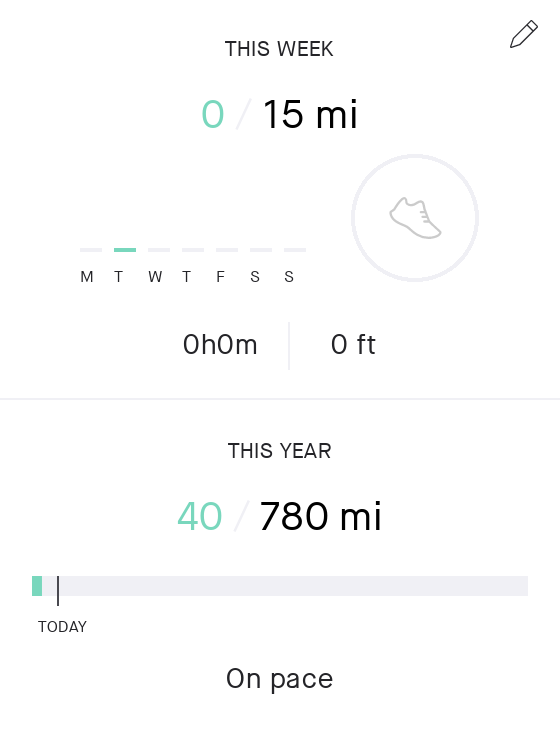 THIS WEEK
0 / 15 mi
M T W T F S S
0h0m 0 ft
THIS YEAR
40 / 780 mi
TODAY
On pace